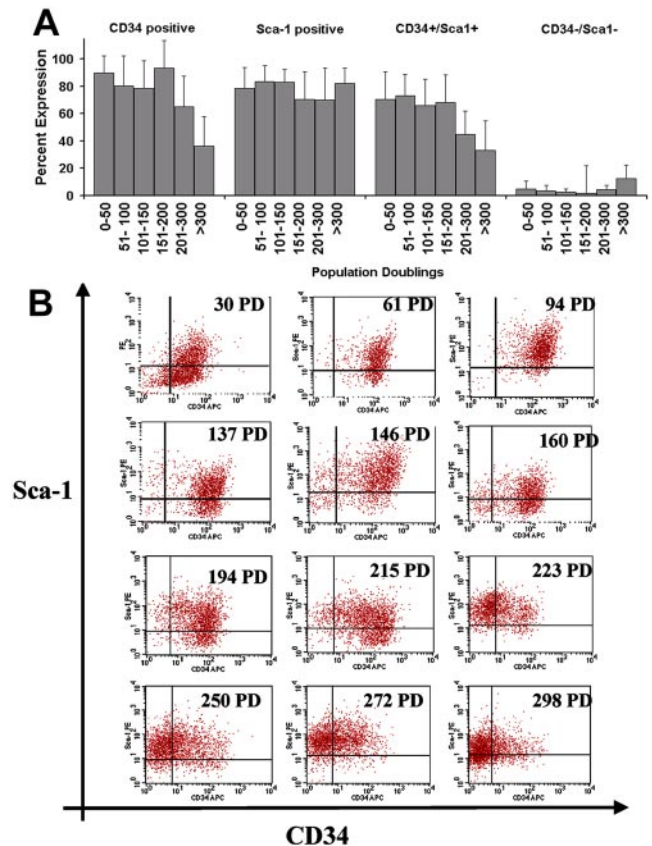 A
CD34 positive
Sca-1 positive
CD34+/Sca1+
CD34-/Sca1-
Percent Expression
100
80
60
40
20
0
0-50
51- 100
101-150
151-200
201-300
>300
0-50
51- 100
101-150
151-200
201-300
>300
0-50
51- 100
101-150
151-200
201-300
>300
0-50
51- 100
101-150
151-200
201-300
>300
Population Doublings
B
30 PD
61 PD
94 PD
137 PD
146 PD
160 PD
Sca-1
194 PD
215 PD
223 PD
250 PD
272 PD
298 PD
CD34